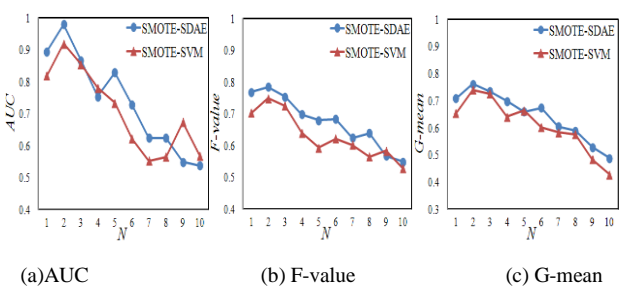 1
0.9
0.8
0.7
0.6
0.5
0.4
AUC
SMOTE-SDAE
SMOTE-SVM
1 2 3 4 5 6 7 8 9 10
N
(a)AUC
1
0.9
0.8
0.7
0.6
0.5
0.4
F-value
SMOTE-SDAE
SMOTE-SVM
1 2 3 4 5 6 7 8 9 10
N
(b) F-value
1
0.9
0.8
0.7
0.6
0.5
0.4
0.3
G-mean
SMOTE-SDAE
SMOTE-SVM
1 2 3 4 5 6 7 8 9 10
N
(c) G-mean